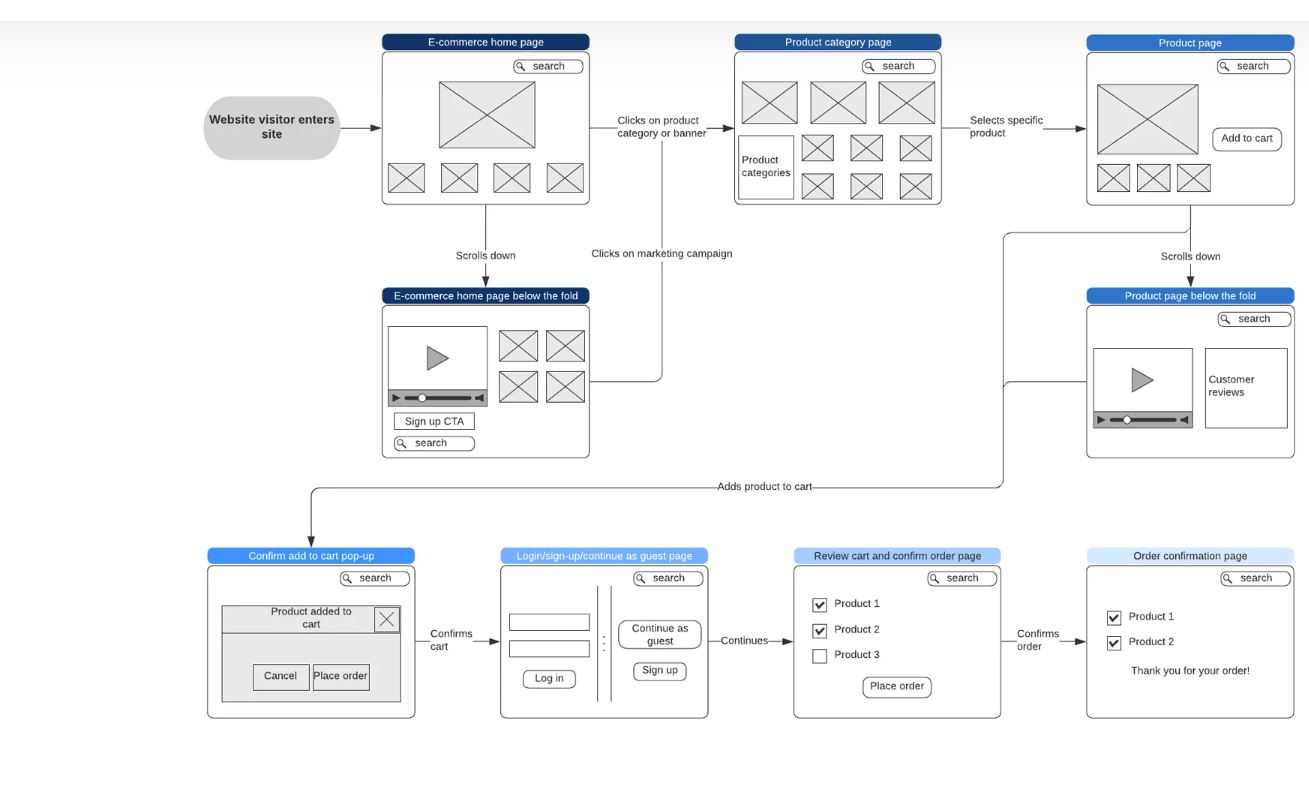 E-commerce home page
Product category page
Product page
search
search
search
Website visitor enters
site
Clicks on product
category or banner
Selects specific
product
Add to cart
Product
categories
Scrolls down
Clicks on marketing campaign
Scrolls down
E-commerce home page below the fold
Product page below the fold
search
Customer
reviews
Sign up CTA
search
Adds product to cart
Confirm add to cart pop-up
Login/sign-up/continue as guest page
Review cart and confirm order page
Order confirmation page
search
search
search
search
Product added to
cart
Cancel
Place order
Confirms
cart
Continue as
guest
Log in
Sign up
Continues
Product 1
Product 2
Product 3
Place order
Confirms
order
Product 1
Product 2
Thank you for your order!